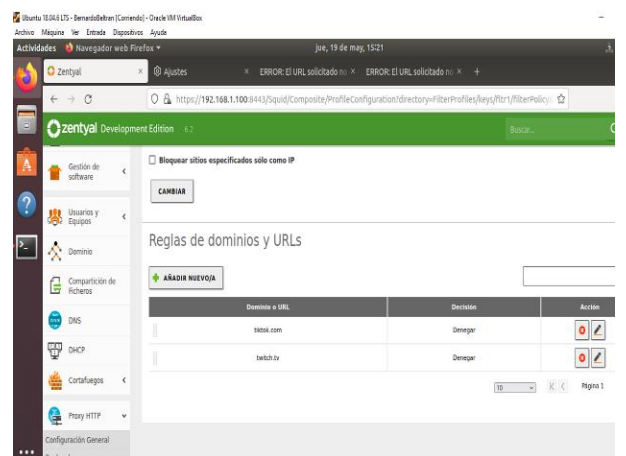 Ubuntu 18.04.6 LTS - BernardoBeltran [Corriendo] - Oracle VM VirtualBox
Archivo Máquina Ver Entrada Dispositivos Ayuda
Actividades Navegador web Firefox jue, 19 de may, 15:21
Zentyal × Ajustes × ERROR: El URL solicitado no × ERROR: El URL solicitado no × +
https://192.168.1.100:8443/Squid/Composite/ProfileConfiguration?directory=FilterProfiles/keys/fltr1/filterPolicy/
zentyal Development Edition 6.2 Buscar...
Gestión de software
Bloquear sitios especificados sólo como IP
CAMBIAR
Usuarios y Equipos
Dominio
Reglas de dominios y URLs
Compartición de ficheros
AÑADIR NUEVO/A
Dominio o URL Decisión Acción
DNS
tiktok.com Denegar
DHCP
twitch.tv Denegar
Cortafuegos
10 Página 1
Proxy HTTP
Configuración General